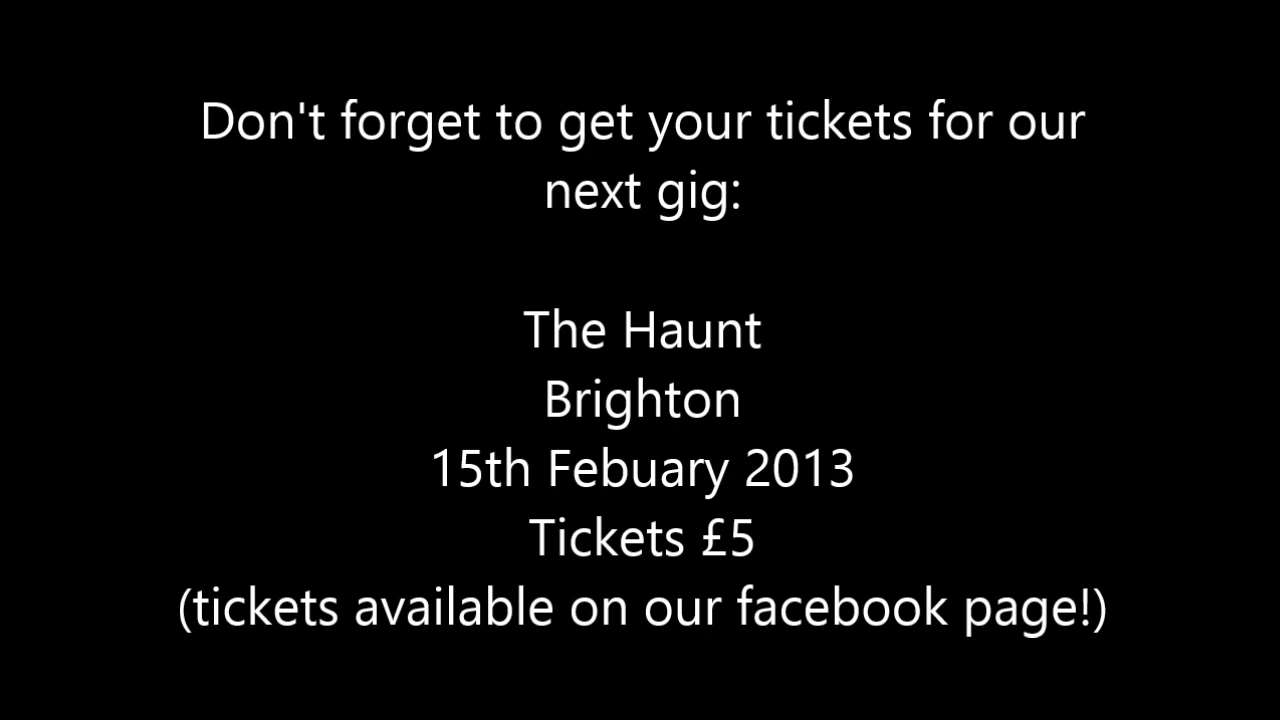 Don't forget to get your tickets for our
next gig:
The Haunt
Brighton
15th Febuary 2013
Tickets £5
(tickets available on our facebook page!)